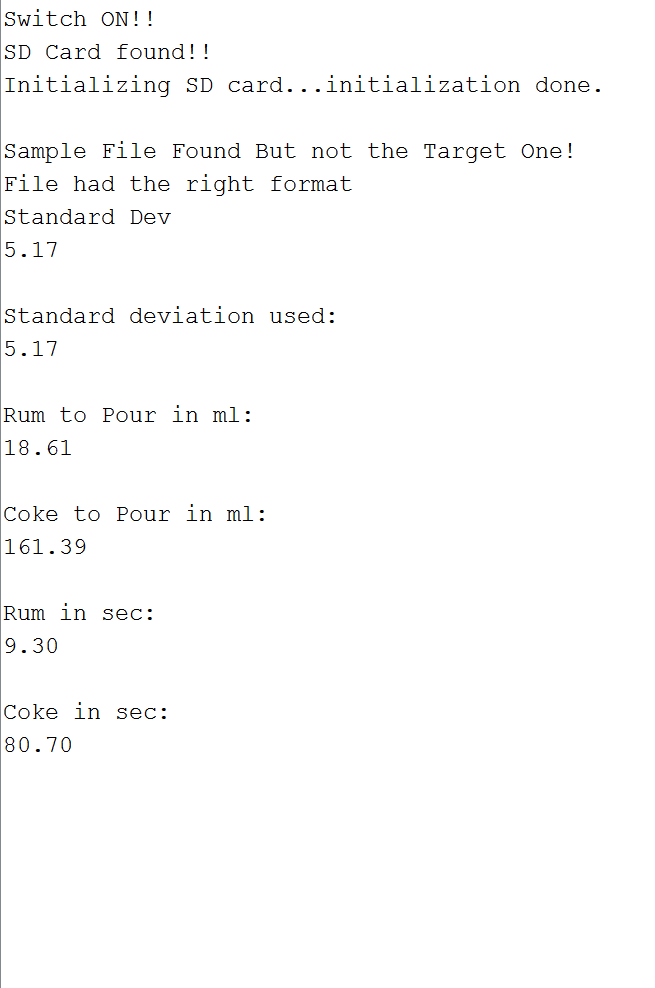 Switch ON!!
SD Card found!!
Initializing SD card...initialization done.
Sample File Found But not the Target One!
File had the right format
Standard Dev
5.17
Standard deviation used:
5.17
Rum to Pour in ml:
18.61
Coke to Pour in ml:
161.39
Rum in sec:
9.30
Coke in sec:
80.70